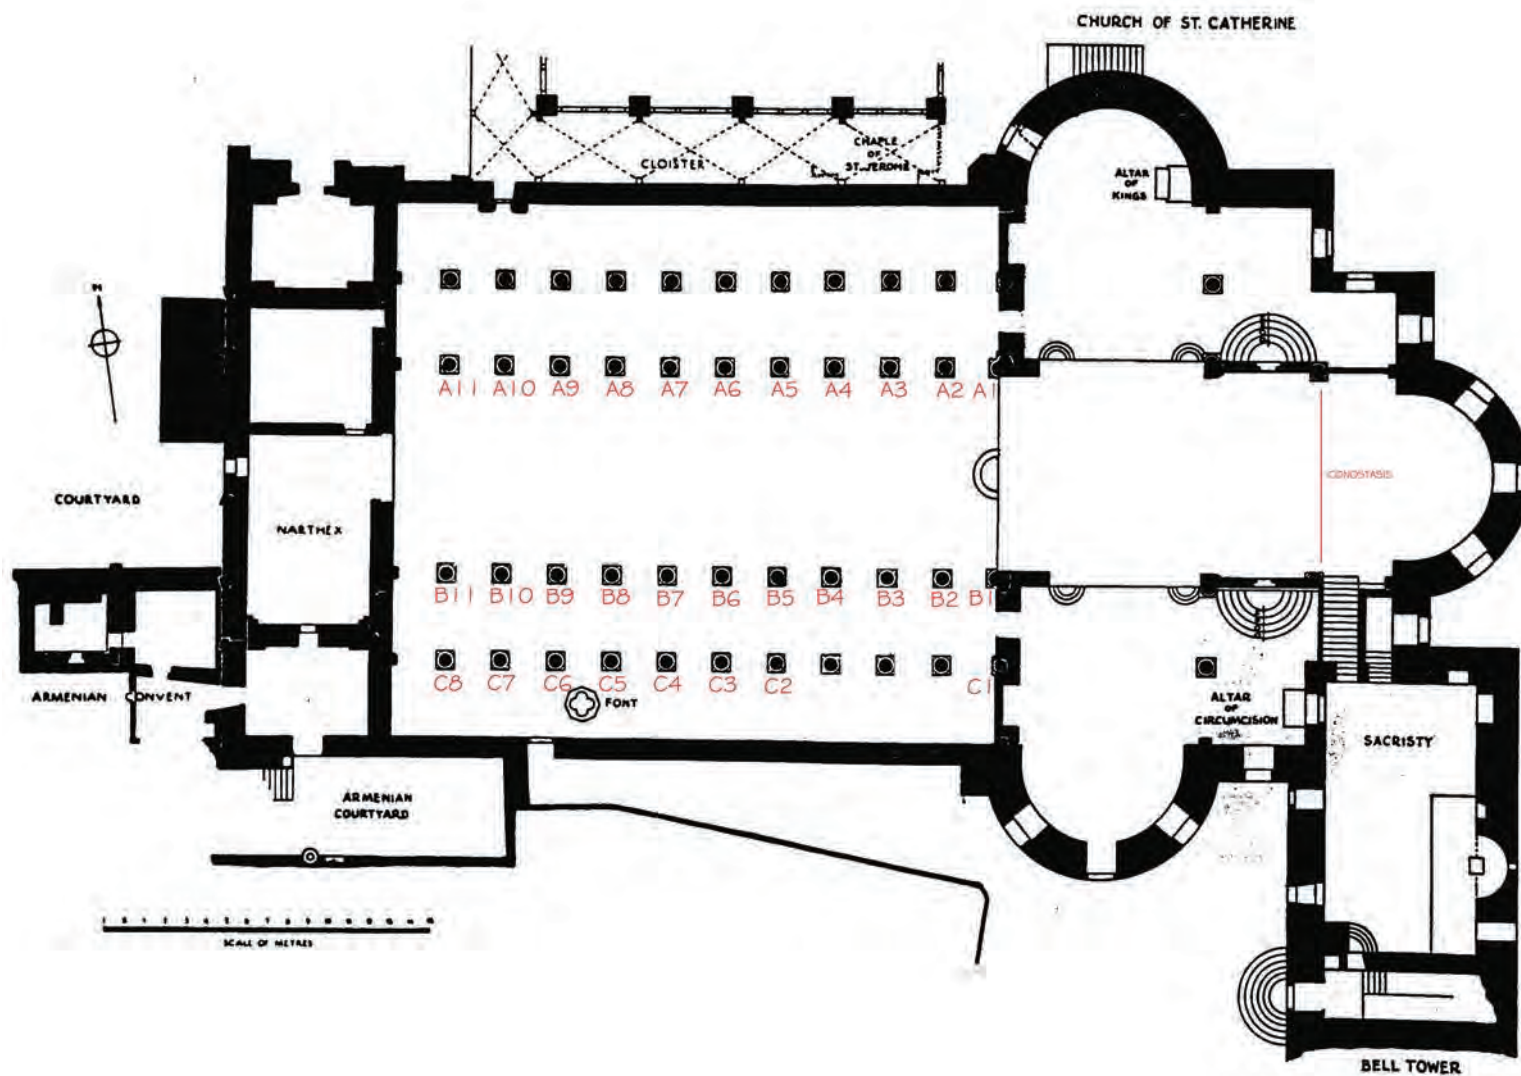 CHURCH OF ST. CATHERINE
CLOISTER
CHAPLE
OF
ST. JEROME
ALTAR
OF
KINGS
N
A11 A10 A9 A8 A7 A6 A5 A4 A3 A2 A1
COURTYARD
NARTHEX
ICONOSTASIS
B11 B10 B9 B8 B7 B6 B5 B4 B3 B2 B1
C8 C7 C6 C5 C4 C3 C2 C1
ARMENIAN CONVENT
FONT
ALTAR
OF
CIRCUMCISION
SACRISTY
ARMENIAN
COURTYARD
SCALE OF METRES
BELL TOWER